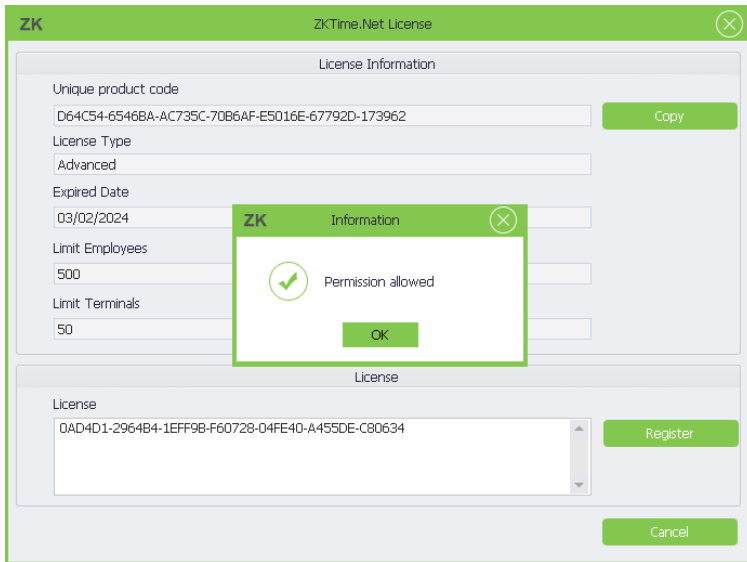 ZK ZKTime.Net License
License Information
Unique product code
D64C54-6546BA-AC735C-70B6AF-E5016E-67792D-173962
Copy
License Type
Advanced
Expired Date
03/02/2024
Limit Employees
500
Limit Terminals
50
ZK Information
Permission allowed
OK
License
License
0AD4D1-2964B4-1EFF9B-F60728-04FE40-A455DE-C80634
Register
Cancel